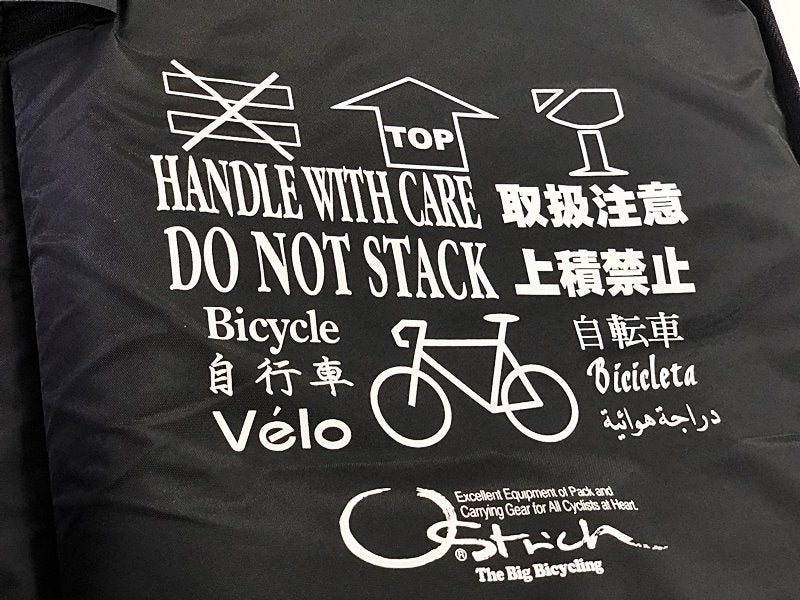 TOP
HANDLE WITH CARE 取扱注意
DO NOT STACK 上積禁止
Bicycle 自転車
自行車 Bicicleta
Vélo دراجة هوائية
Excellent Equipment of Pack and
Carrying Gear for All Cyclists at Heart.
Ostrich ®
The Big Bicycling